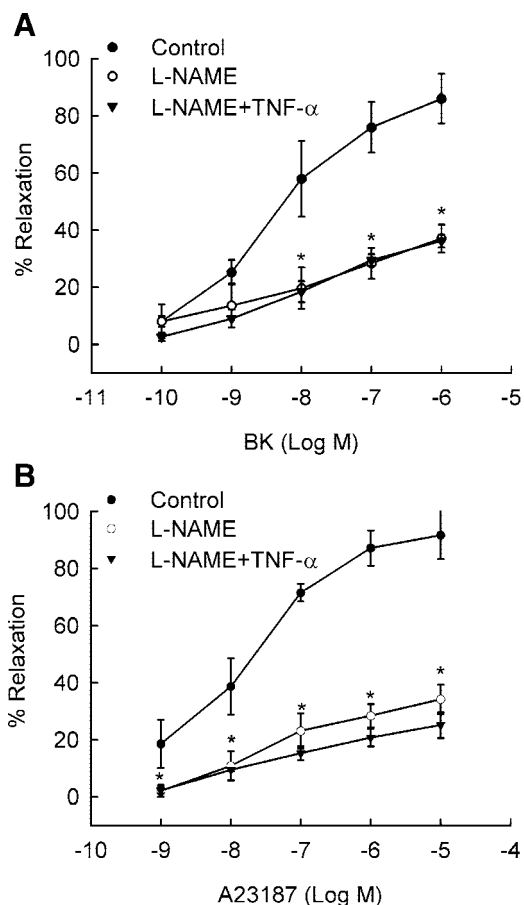 A
Control
L-NAME
L-NAME+TNF-α
100
80
60
40
20
0
% Relaxation
*
*
*
-11 -10 -9 -8 -7 -6 -5
BK (Log M)
B
Control
L-NAME
L-NAME+TNF-α
100
80
60
40
20
0
% Relaxation
*
*
*
*
*
-10 -9 -8 -7 -6 -5 -4
A23187 (Log M)